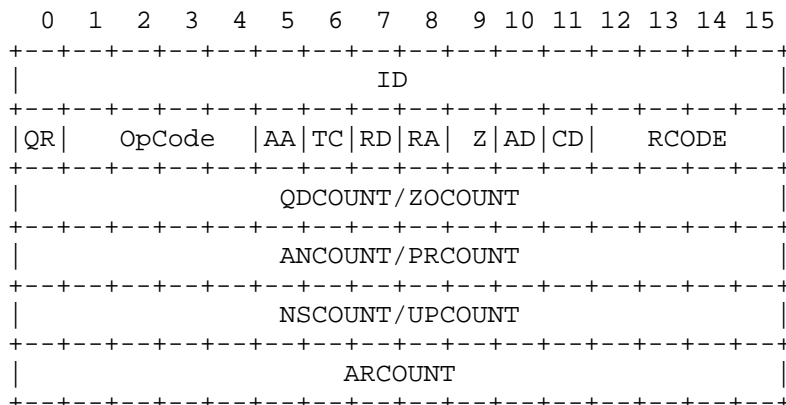 0 1 2 3 4 5 6 7 8 9 10 11 12 13 14 15
+--+--+--+--+--+--+--+--+--+--+--+--+--+--+--+--+
| ID |
+--+--+--+--+--+--+--+--+--+--+--+--+--+--+--+--+
|QR| OpCode |AA|TC|RD|RA| Z|AD|CD| RCODE |
+--+--+--+--+--+--+--+--+--+--+--+--+--+--+--+--+
| QDCOUNT/ZOCOUNT |
+--+--+--+--+--+--+--+--+--+--+--+--+--+--+--+--+
| ANCOUNT/PRCOUNT |
+--+--+--+--+--+--+--+--+--+--+--+--+--+--+--+--+
| NSCOUNT/UPCOUNT |
+--+--+--+--+--+--+--+--+--+--+--+--+--+--+--+--+
| ARCOUNT |
+--+--+--+--+--+--+--+--+--+--+--+--+--+--+--+--+